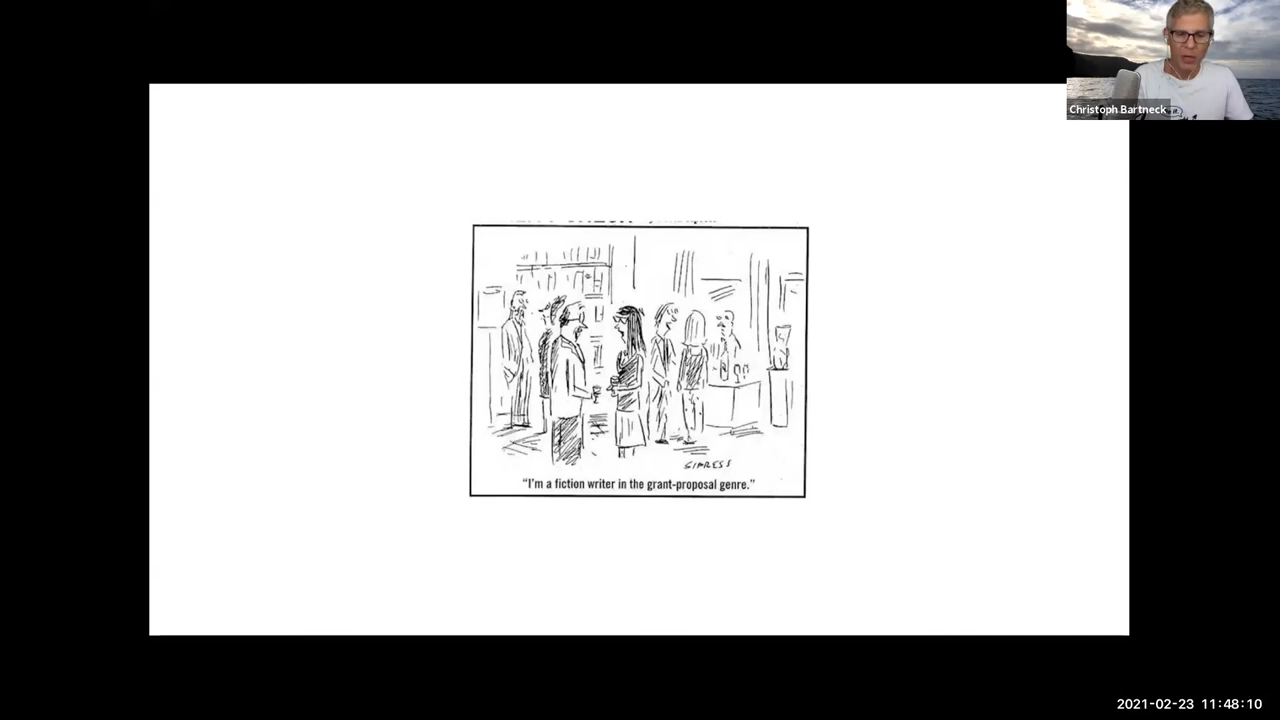 Christoph Bartneck
SIPRESS
“I'm a fiction writer in the grant-proposal genre.”
2021-02-23 11:48:10